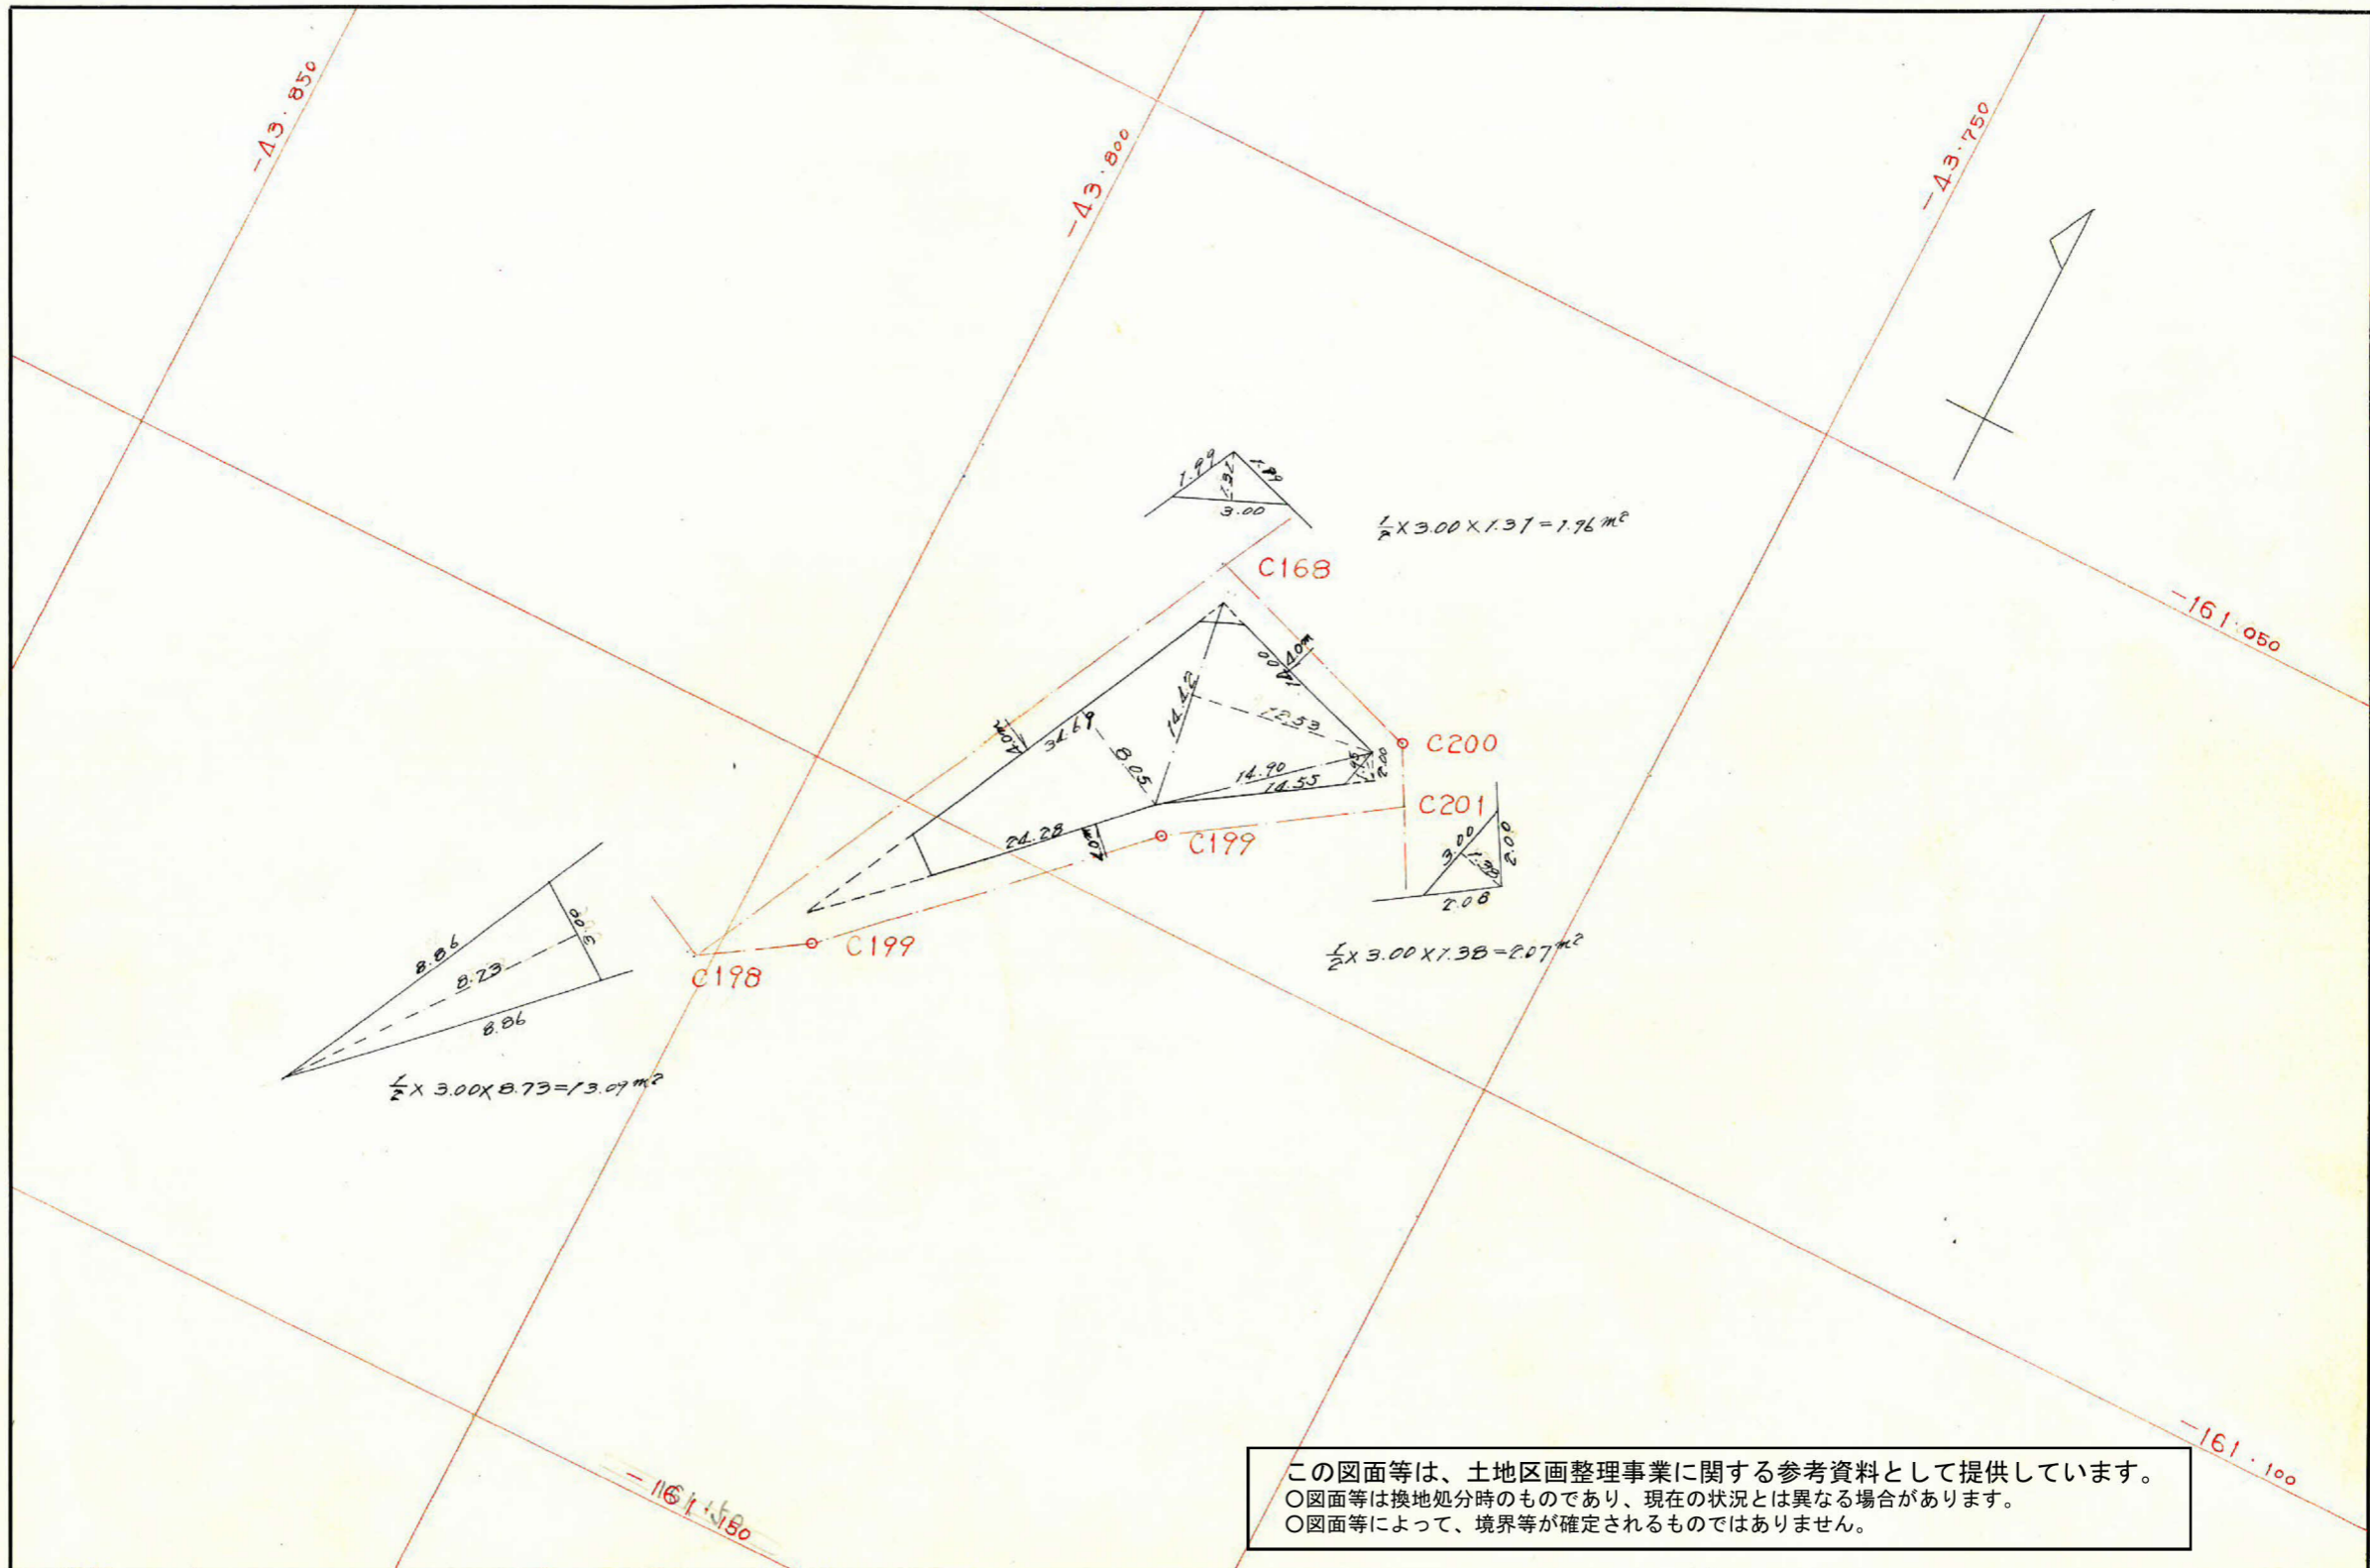 -43.850
-43.800
-43.750
1.99
1.99
1.31
3.00
½×3.00×1.31=1.96m²
C168
-161.050
14.00
4.0m
4.0m
34.69
14.42
12.53
8.05
C200
14.90
14.55
1.95
2.00
C201
24.28
4.0m
C199
3.00
1.38
2.00
2.08
½×3.00×1.38=2.07m²
C199
C198
8.86
3.00
8.73
8.86
½×3.00×8.73=13.09m²
-161.100
-161.150
この図面等は、土地区画整理事業に関する参考資料として提供しています。
○図面等は換地処分時のものであり、現在の状況とは異なる場合があります。
○図面等によって、境界等が確定されるものではありません。